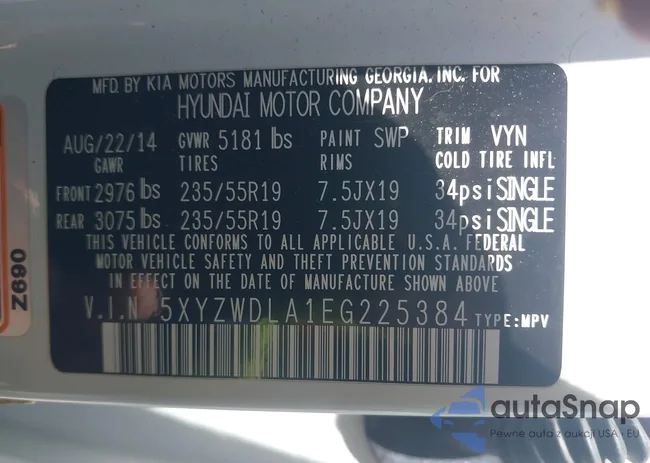 MFD. BY KIA MOTORS MANUFACTURING GEORGIA. INC. FOR
HYUNDAI MOTOR COMPANY
AUG/22/14 GVWR 5181 lbs PAINT SWP TRIM VYN
GAWR TIRES RIMS COLD TIRE INFL
FRONT 2976 lbs 235/55R19 7.5JX19 34psi SINGLE
REAR 3075 lbs 235/55R19 7.5JX19 34psi SINGLE
THIS VEHICLE CONFORMS TO ALL APPLICABLE U.S.A. FEDERAL
MOTOR VEHICLE SAFETY AND THEFT PREVENTION STANDARDS
IN EFFECT ON THE DATE OF MANUFACTURE SHOWN ABOVE
V.I.N 5XYZWDLA1EG225384 TYPE:MPV
Z690
autoSnap
Pewne auta z aukcji USA - EU